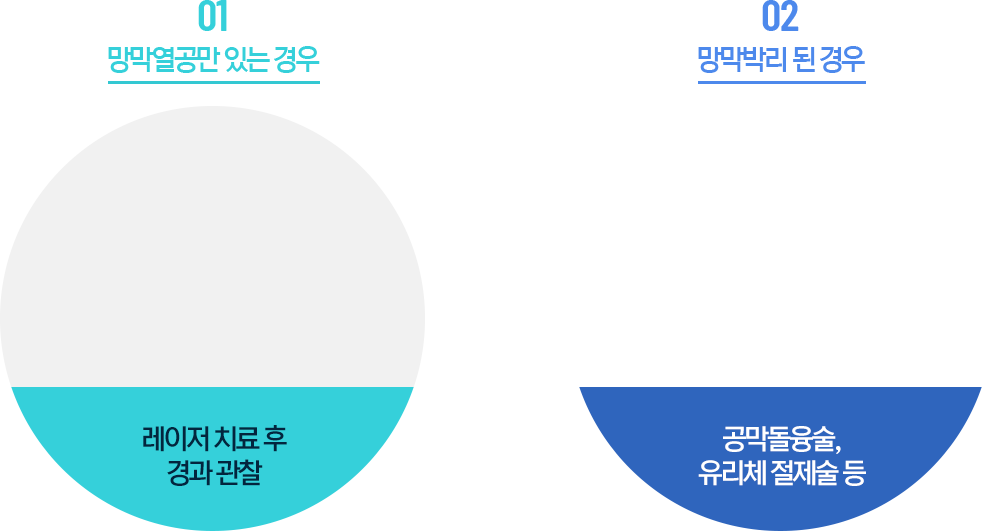 01
망막열공만 있는 경우
레이저 치료 후
경과 관찰
02
망막박리 된 경우
공막돌융술,
유리체 절제술 등